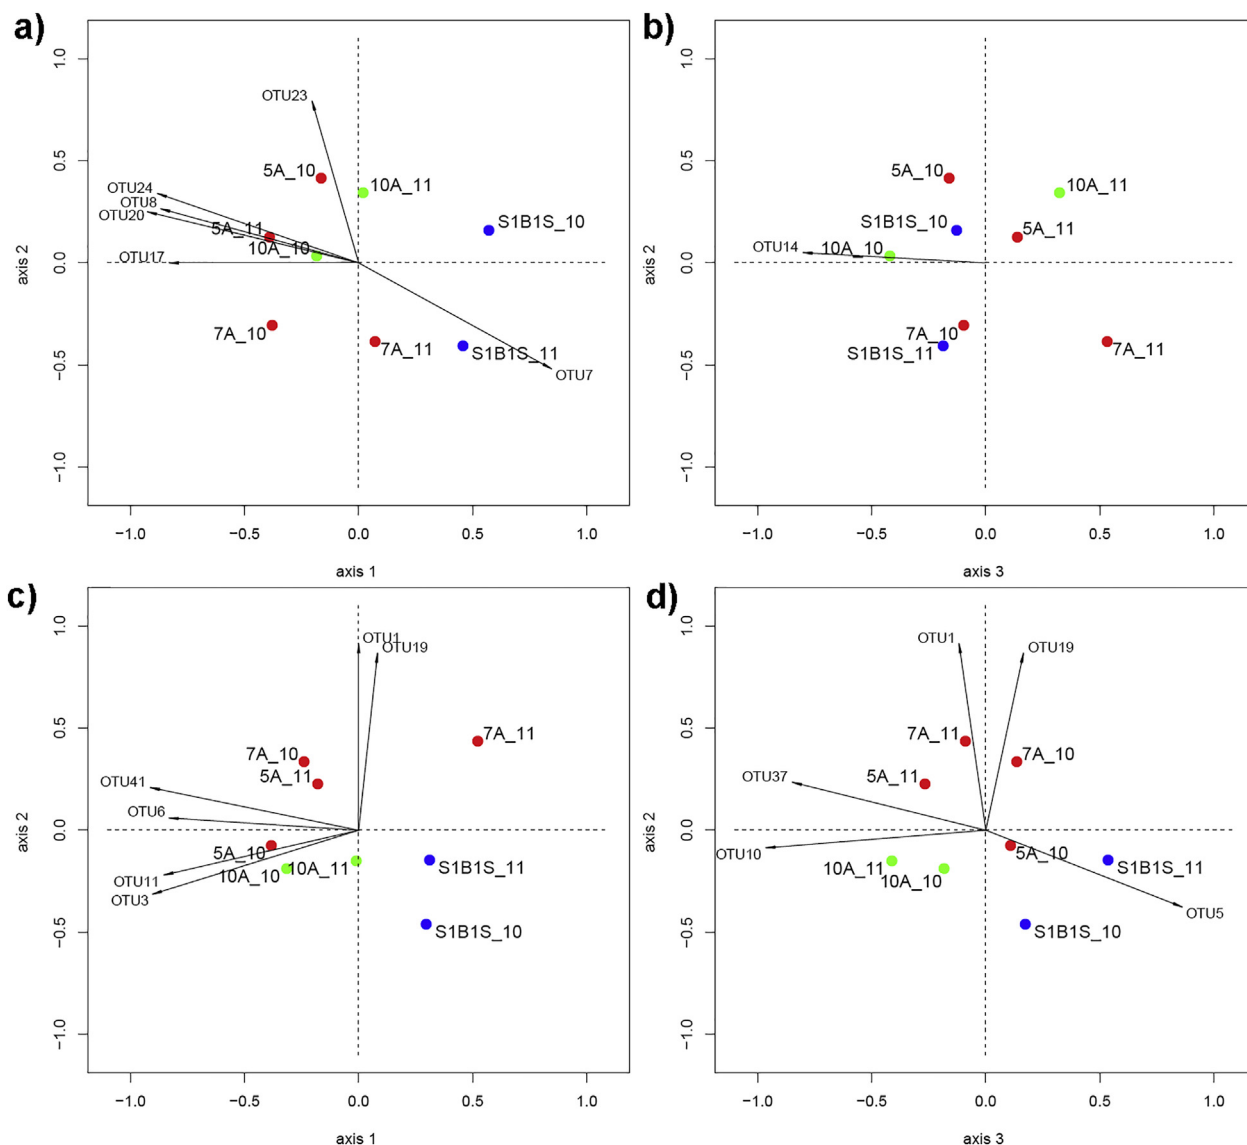 a)
1.0
0.5
0.0
−0.5
−1.0
axis 2
OTU23
5A_10
10A_11
OTU24
OTU8
OTU20
5A_11
S1B1S_10
10A_10
OTU17
7A_10
7A_11
S1B1S_11
OTU7
−1.0 −0.5 0.0 0.5 1.0
axis 1
b)
1.0
0.5
0.0
−0.5
−1.0
axis 2
5A_10
10A_11
S1B1S_10
5A_11
OTU14
10A_10
7A_10
S1B1S_11
7A_11
−1.0 −0.5 0.0 0.5 1.0
axis 3
c)
1.0
0.5
0.0
−0.5
−1.0
axis 2
OTU1
OTU19
7A_11
7A_10
5A_11
OTU41
OTU6
5A_10
10A_11
S1B1S_11
OTU11
10A_10
OTU3
S1B1S_10
−1.0 −0.5 0.0 0.5 1.0
axis 1
d)
1.0
0.5
0.0
−0.5
−1.0
axis 2
OTU1
OTU19
7A_11
7A_10
5A_11
OTU37
OTU10
5A_10
10A_11
S1B1S_11
10A_10
OTU5
S1B1S_10
−1.0 −0.5 0.0 0.5 1.0
axis 3